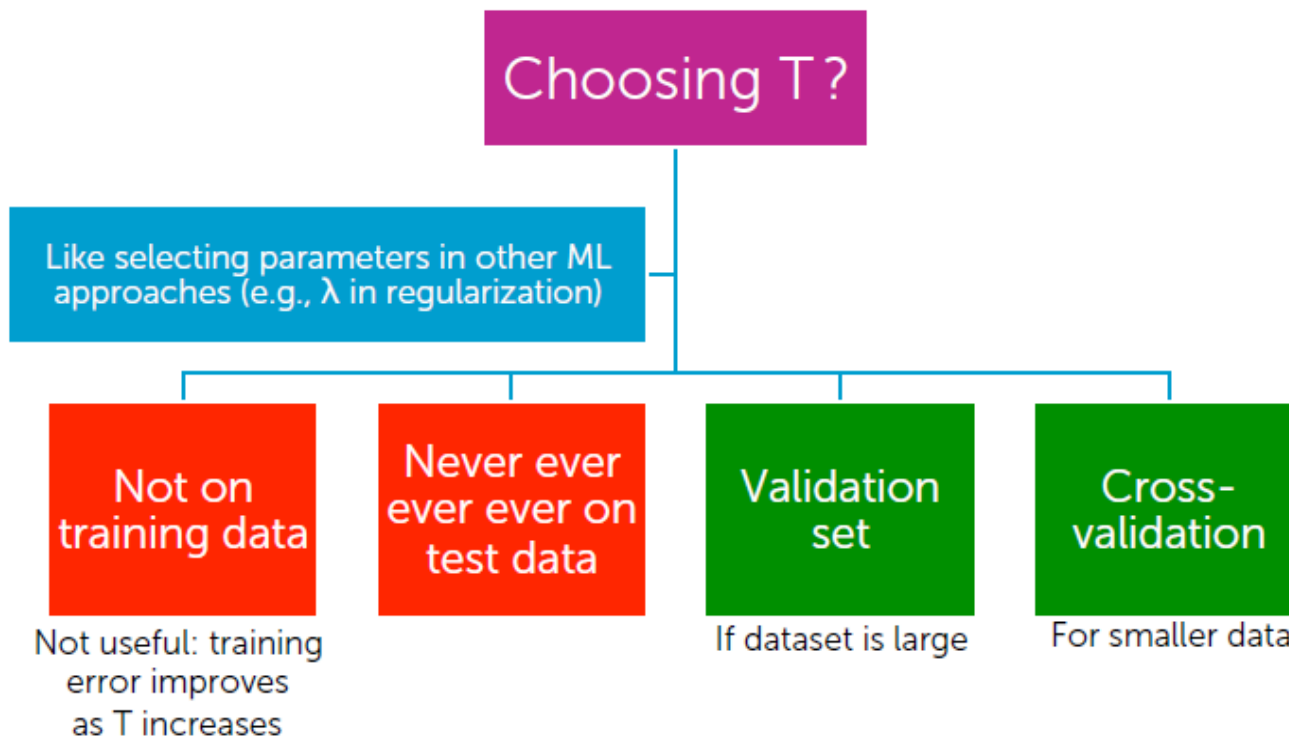 Choosing T?
Like selecting parameters in other ML
approaches (e.g., λ in regularization)
Not on
training data
Never ever
ever ever on
test data
Validation
set
Cross-
validation
Not useful: training
error improves
as T increases
If dataset is large
For smaller data